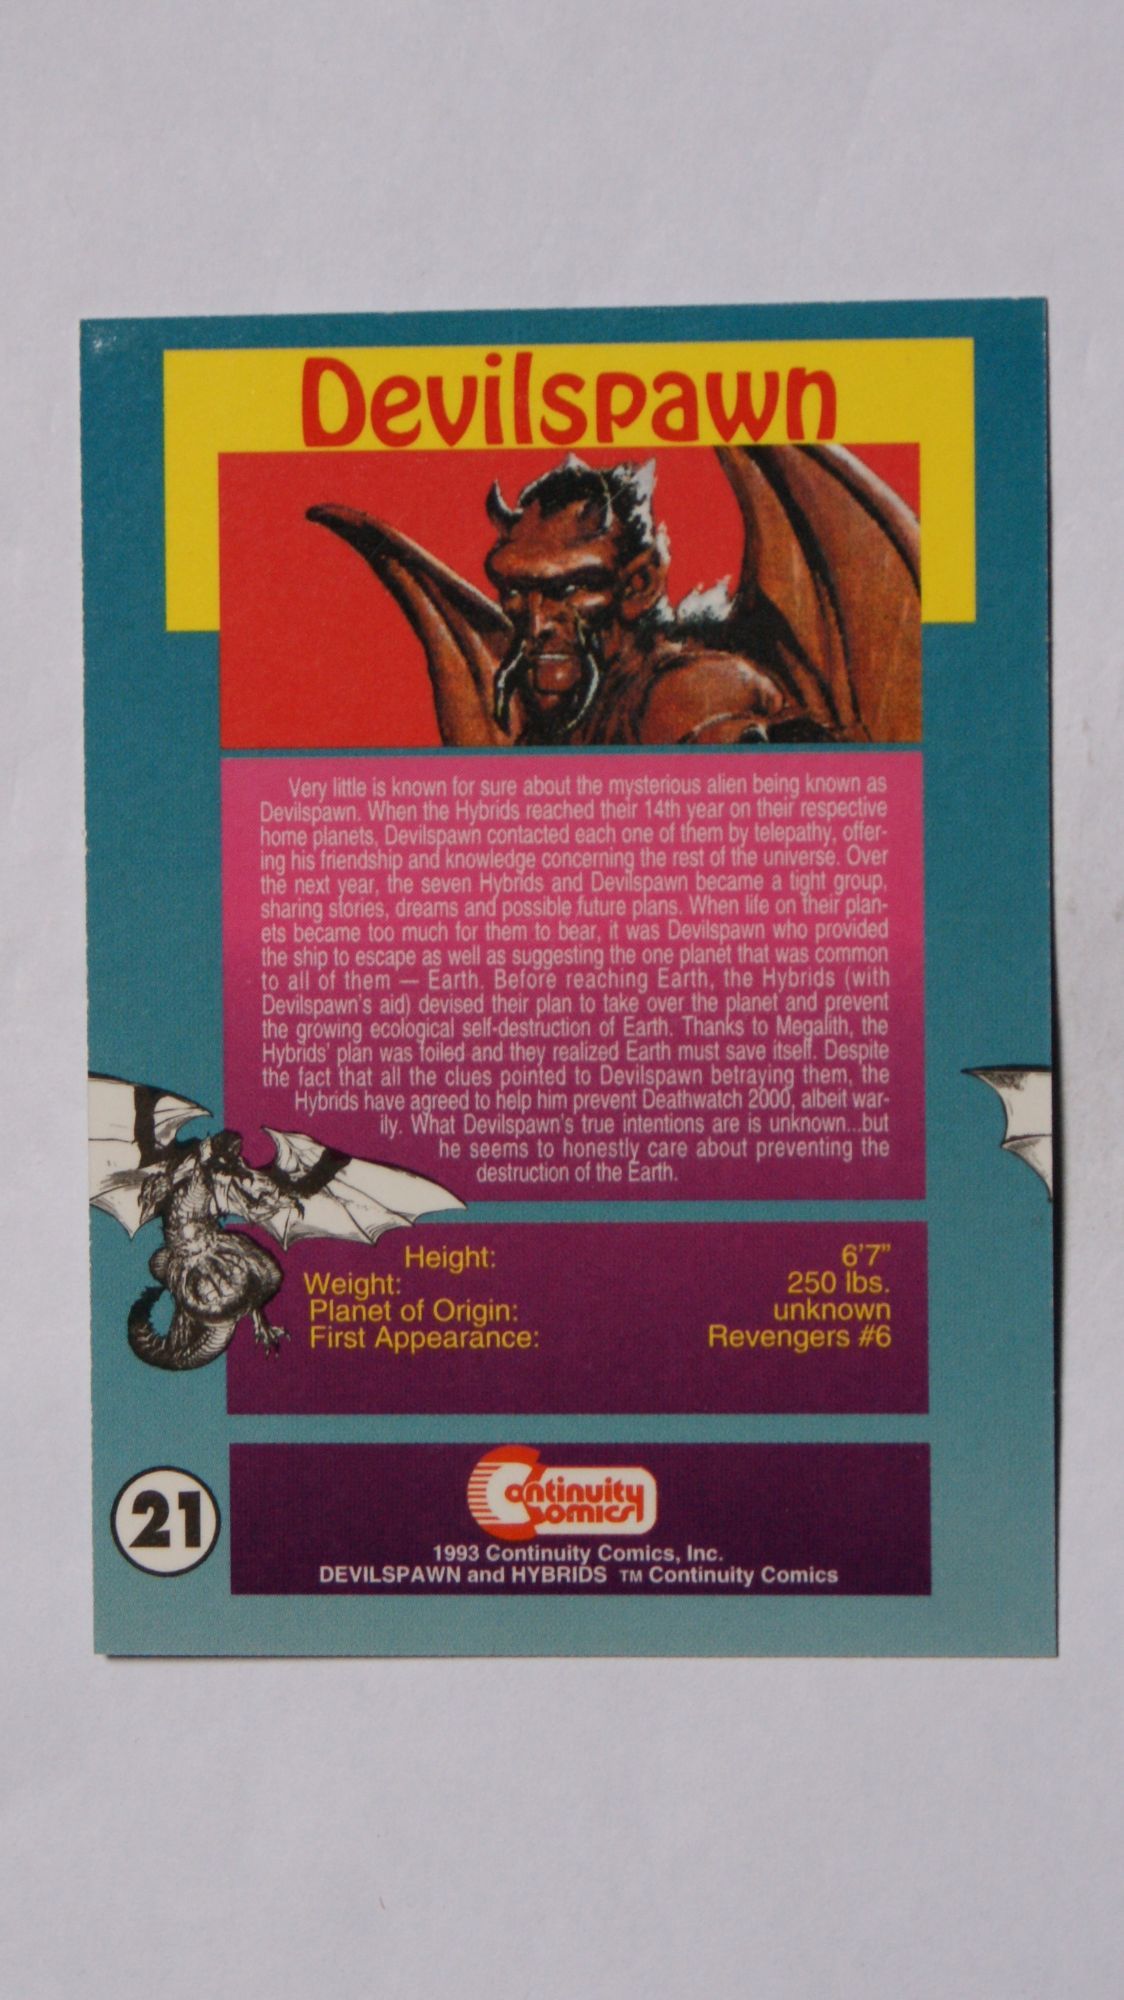 Devilspawn
Very little is known for sure about the mysterious alien being known as
Devilspawn. When the Hybrids reached their 14th year on their respective
home planets, Devilspawn contacted each one of them by telepathy, offer-
ing his friendship and knowledge concerning the rest of the universe. Over
the next year, the seven Hybrids and Devilspawn became a tight group,
sharing stories, dreams and possible future plans. When life on their plan-
ets became too much for them to bear, it was Devilspawn who provided
the ship to escape as well as suggesting the one planet that was common
to all of them — Earth. Before reaching Earth, the Hybrids (with
Devilspawn's aid) devised their plan to take over the planet and prevent
the growing ecological self-destruction of Earth. Thanks to Megalith, the
Hybrids' plan was foiled and they realized Earth must save itself. Despite
the fact that all the clues pointed to Devilspawn betraying them, the
Hybrids have agreed to help him prevent Deathwatch 2000, albeit war-
ily. What Devilspawn's true intentions are is unknown...but
he seems to honestly care about preventing the
destruction of the Earth.
Height: 6'7"
Weight: 250 lbs.
Planet of Origin: unknown
First Appearance: Revengers #6
21
Continuity
Comics
1993 Continuity Comics, Inc.
DEVILSPAWN and HYBRIDS TM Continuity Comics